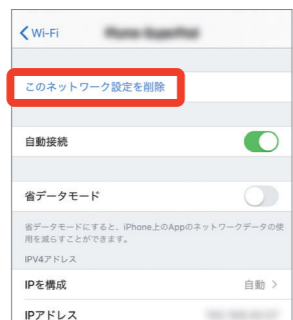 Wi-Fi
このネットワーク設定を削除
自動接続
省データモード
省データモードにすると、iPhone上のAppのネットワークデータの使
用を減らすことができます。
IPV4アドレス
IPを構成 自動 >
IPアドレス